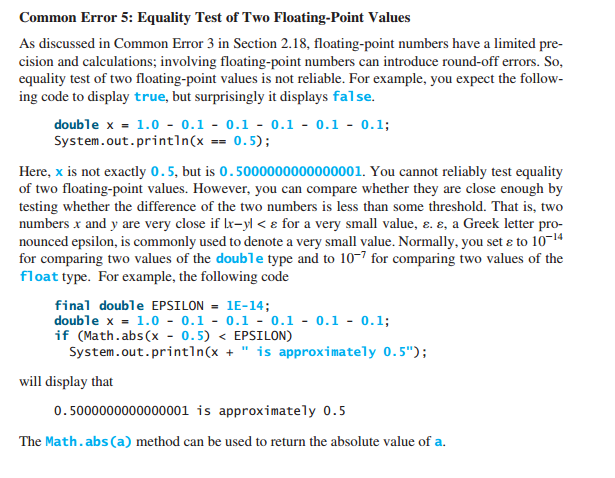 Common Error 5: Equality Test of Two Floating-Point Values
As discussed in Common Error 3 in Section 2.18, floating-point numbers have a limited pre-
cision and calculations; involving floating-point numbers can introduce round-off errors. So,
equality test of two floating-point values is not reliable. For example, you expect the follow-
ing code to display true, but surprisingly it displays false.
double x = 1.0 - 0.1 - 0.1 - 0.1 - 0.1 - 0.1;
System.out.println(x == 0.5);
Here, x is not exactly 0.5, but is 0.5000000000000001. You cannot reliably test equality
of two floating-point values. However, you can compare whether they are close enough by
testing whether the difference of the two numbers is less than some threshold. That is, two
numbers x and y are very close if |x−y| < ε for a very small value, ε. ε, a Greek letter pro-
nounced epsilon, is commonly used to denote a very small value. Normally, you set ε to 10⁻¹⁴
for comparing two values of the double type and to 10⁻⁷ for comparing two values of the
float type. For example, the following code
final double EPSILON = 1E-14;
double x = 1.0 - 0.1 - 0.1 - 0.1 - 0.1 - 0.1;
if (Math.abs(x - 0.5) < EPSILON)
System.out.println(x + " is approximately 0.5");
will display that
0.5000000000000001 is approximately 0.5
The Math.abs(a) method can be used to return the absolute value of a.